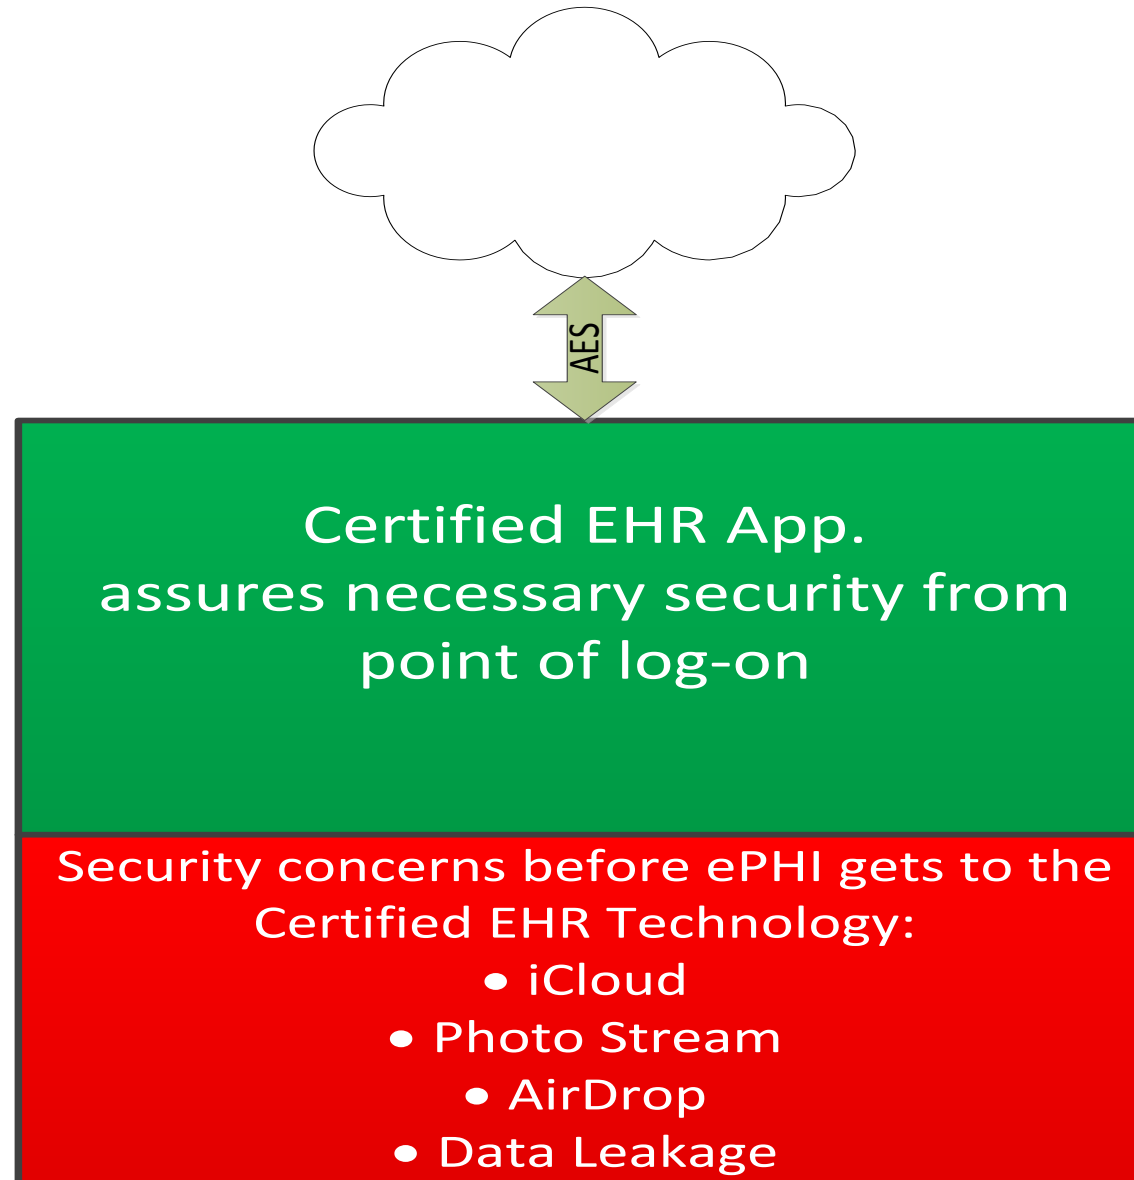 AES
Certified EHR App.
assures necessary security from
point of log-on
Security concerns before ePHI gets to the
Certified EHR Technology:
• iCloud
• Photo Stream
• AirDrop
• Data Leakage